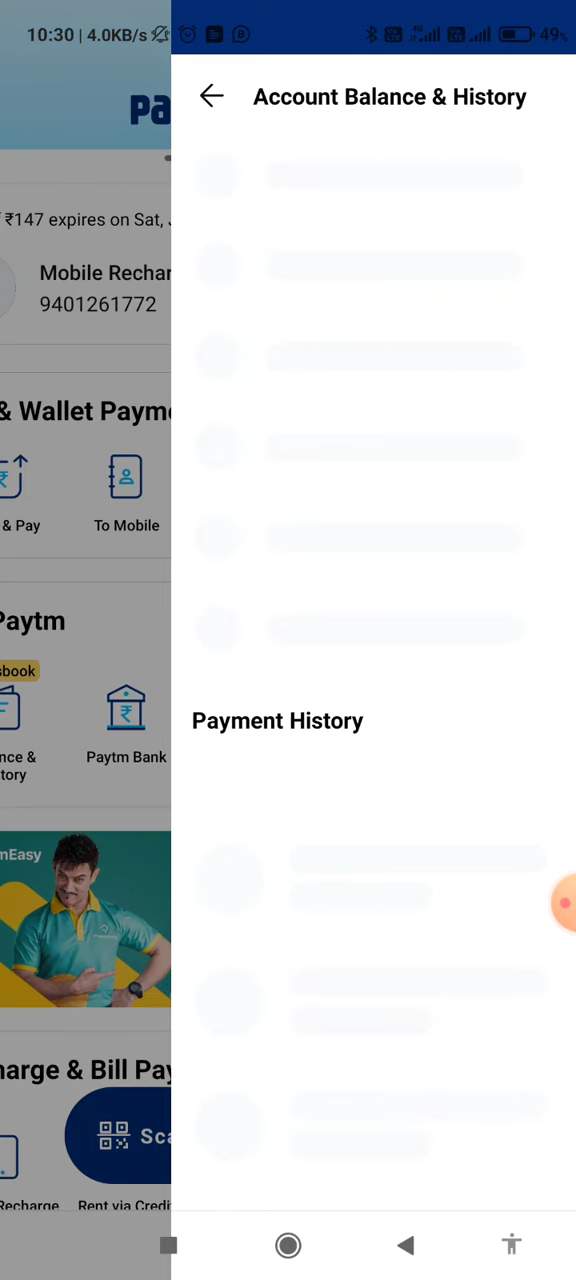 10:30 | 4.0KB/s
49%
Pa
Account Balance & History
₹147 expires on Sat,
Mobile Rechar
9401261772
& Wallet Payme
& Pay
To Mobile
Paytm
sbook
nce &
tory
Paytm Bank
Payment History
mEasy
harge & Bill Pay
Sca
Recharge
Rent via Credi